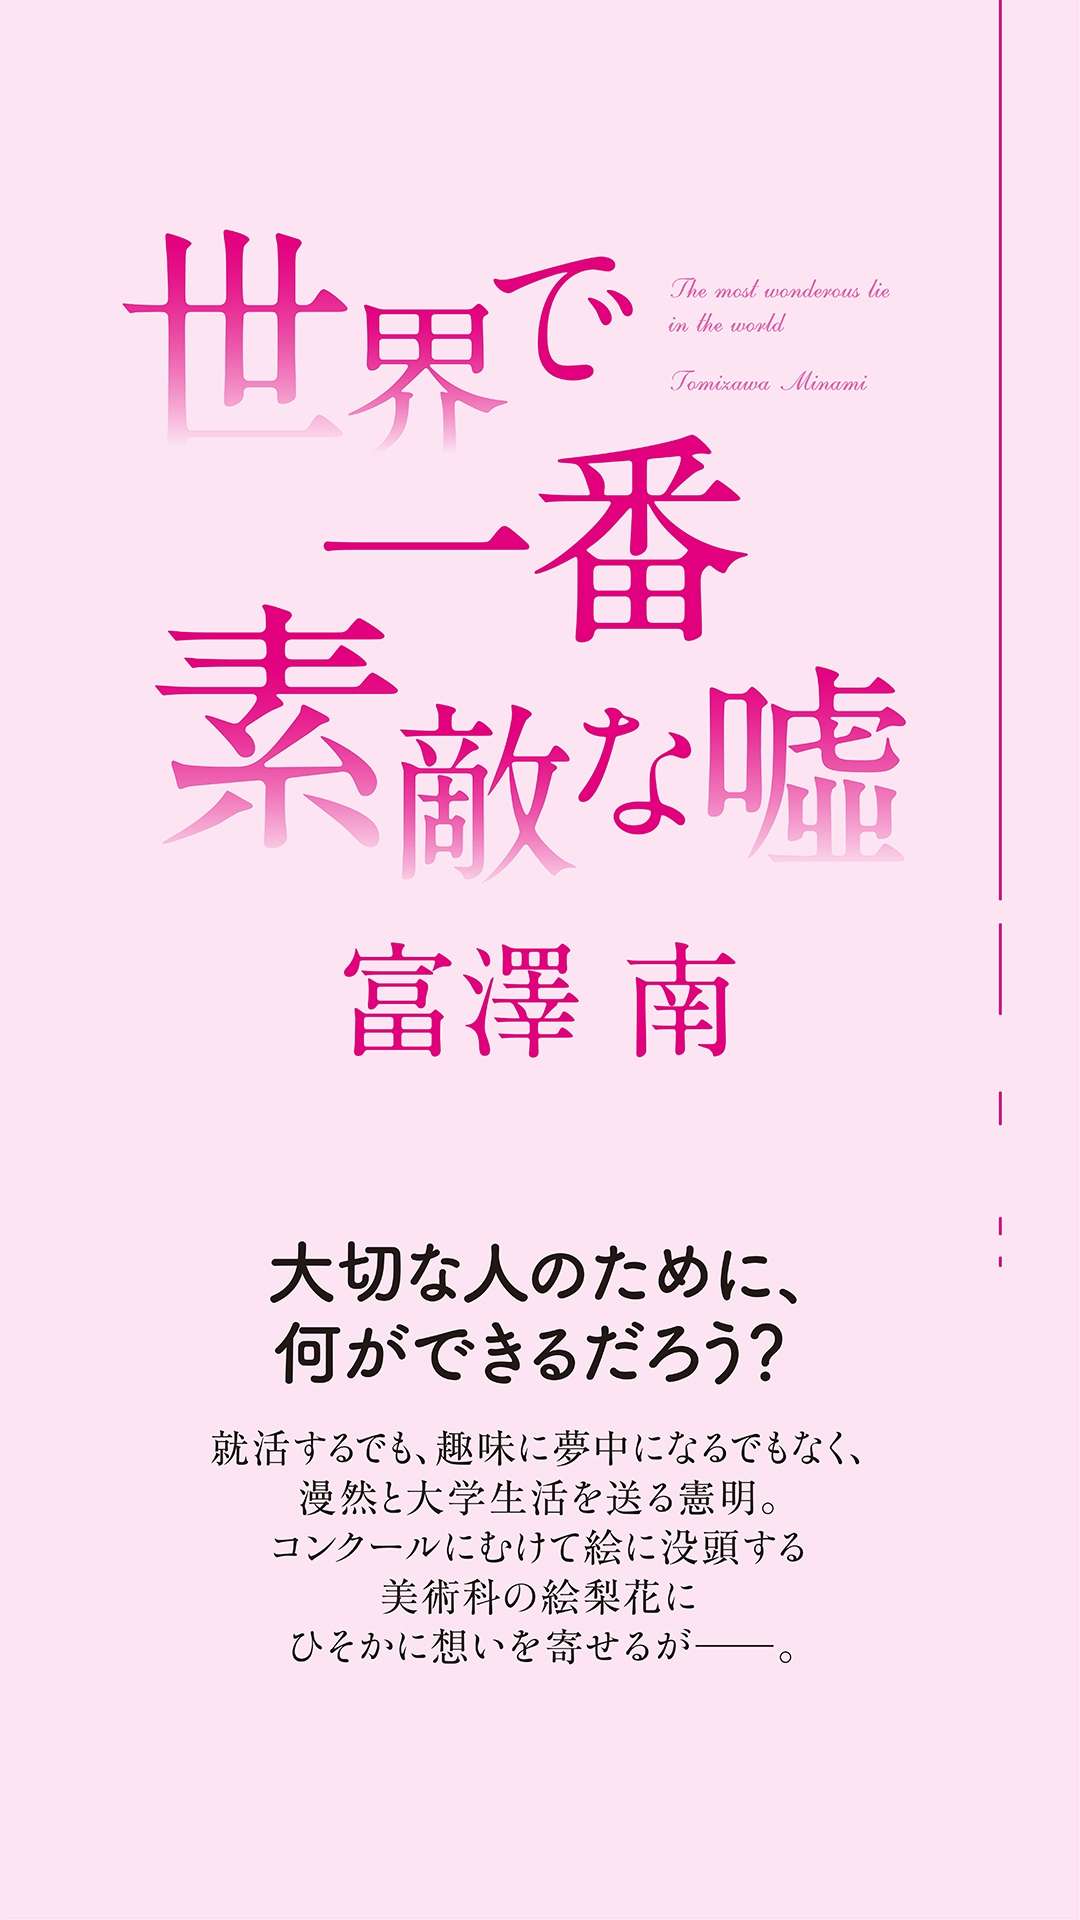 世界で
The most wonderous lie
in the world
Tomizawa Minami
一番
素敵な嘘
富澤 南
大切な人のために、
何ができるだろう?
就活するでも、趣味に夢中になるでもなく、
漫然と大学生活を送る憲明。
コンクールにむけて絵に没頭する
美術科の絵梨花に
ひそかに想いを寄せるが――。